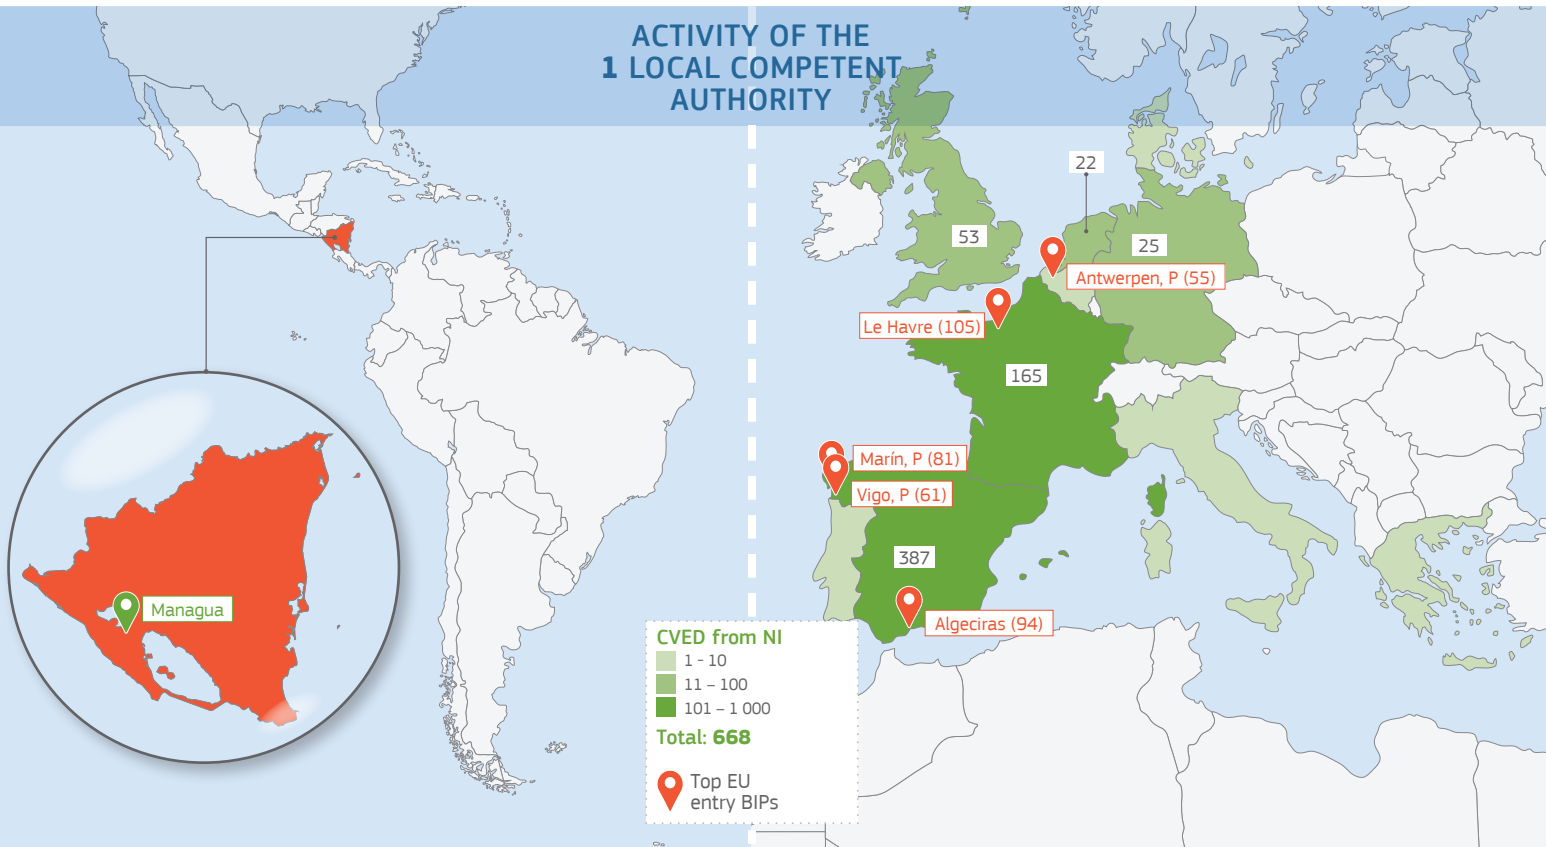 ACTIVITY OF THE
1 LOCAL COMPETENT
AUTHORITY
22
53
25
Antwerpen, P (55)
Le Havre (105)
165
Marín, P (81)
Vigo, P (61)
387
Managua
Algeciras (94)
CVED from NI
1 - 10
11 – 100
101 – 1 000
Total: 668
Top EU
entry BIPs